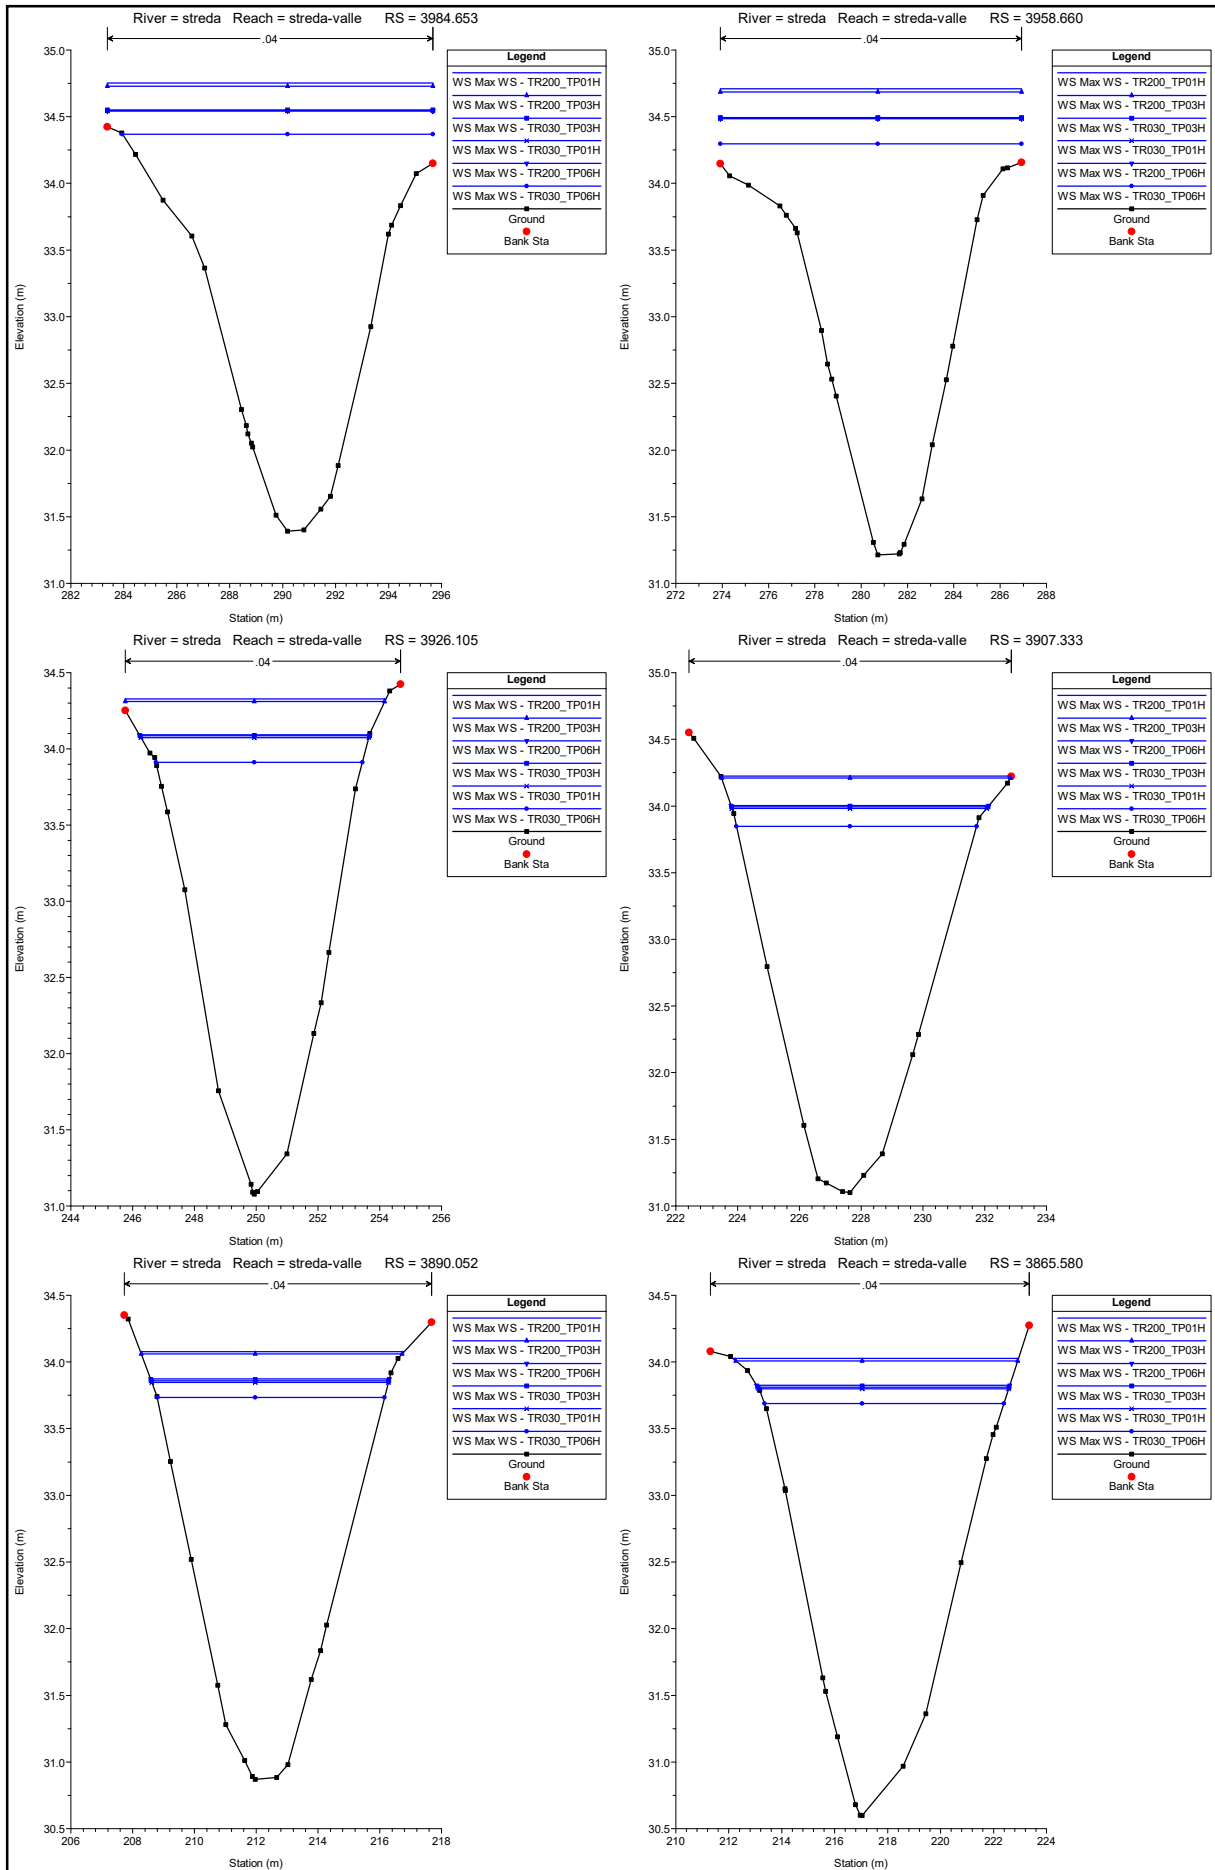 River = streda Reach = streda-valle RS = 3984.653
.04
35.0
34.5
34.0
33.5
33.0
32.5
32.0
31.5
31.0
Elevation (m)
282 284 286 288 290 292 294 296
Station (m)
Legend
WS Max WS - TR200_TP01H
WS Max WS - TR200_TP03H
WS Max WS - TR030_TP03H
WS Max WS - TR030_TP01H
WS Max WS - TR200_TP06H
WS Max WS - TR030_TP06H
Ground
Bank Sta
River = streda Reach = streda-valle RS = 3958.660
.04
35.0
34.5
34.0
33.5
33.0
32.5
32.0
31.5
31.0
Elevation (m)
272 274 276 278 280 282 284 286 288
Station (m)
Legend
WS Max WS - TR200_TP01H
WS Max WS - TR200_TP03H
WS Max WS - TR030_TP03H
WS Max WS - TR030_TP01H
WS Max WS - TR200_TP06H
WS Max WS - TR030_TP06H
Ground
Bank Sta
River = streda Reach = streda-valle RS = 3926.105
.04
34.5
34.0
33.5
33.0
32.5
32.0
31.5
31.0
Elevation (m)
244 246 248 250 252 254 256
Station (m)
Legend
WS Max WS - TR200_TP01H
WS Max WS - TR200_TP03H
WS Max WS - TR200_TP06H
WS Max WS - TR030_TP03H
WS Max WS - TR030_TP01H
WS Max WS - TR030_TP06H
Ground
Bank Sta
River = streda Reach = streda-valle RS = 3907.333
.04
35.0
34.5
34.0
33.5
33.0
32.5
32.0
31.5
31.0
Elevation (m)
222 224 226 228 230 232 234
Station (m)
Legend
WS Max WS - TR200_TP01H
WS Max WS - TR200_TP03H
WS Max WS - TR200_TP06H
WS Max WS - TR030_TP03H
WS Max WS - TR030_TP01H
WS Max WS - TR030_TP06H
Ground
Bank Sta
River = streda Reach = streda-valle RS = 3890.052
.04
34.5
34.0
33.5
33.0
32.5
32.0
31.5
31.0
30.5
Elevation (m)
206 208 210 212 214 216 218
Station (m)
Legend
WS Max WS - TR200_TP01H
WS Max WS - TR200_TP03H
WS Max WS - TR200_TP06H
WS Max WS - TR030_TP03H
WS Max WS - TR030_TP01H
WS Max WS - TR030_TP06H
Ground
Bank Sta
River = streda Reach = streda-valle RS = 3865.580
.04
34.5
34.0
33.5
33.0
32.5
32.0
31.5
31.0
30.5
Elevation (m)
210 212 214 216 218 220 222 224
Station (m)
Legend
WS Max WS - TR200_TP01H
WS Max WS - TR200_TP03H
WS Max WS - TR200_TP06H
WS Max WS - TR030_TP03H
WS Max WS - TR030_TP01H
WS Max WS - TR030_TP06H
Ground
Bank Sta